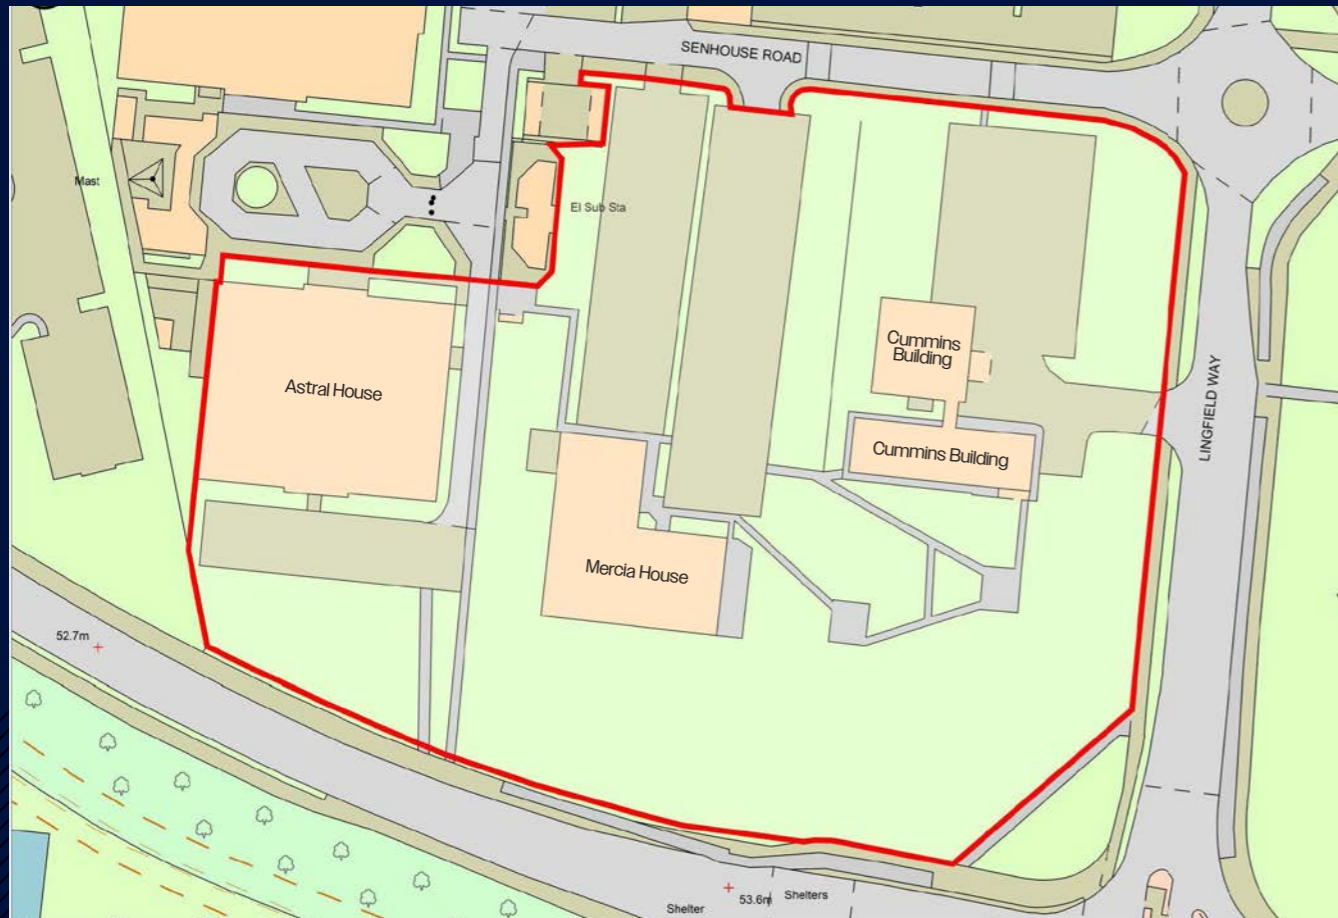 SENHOUSE ROAD
Mast
El Sub Sta
Cummins
Building
LINGFIELD WAY
Astral House
Cummins Building
Mercia House
52.7m
53.6m
Shelters
Shelter